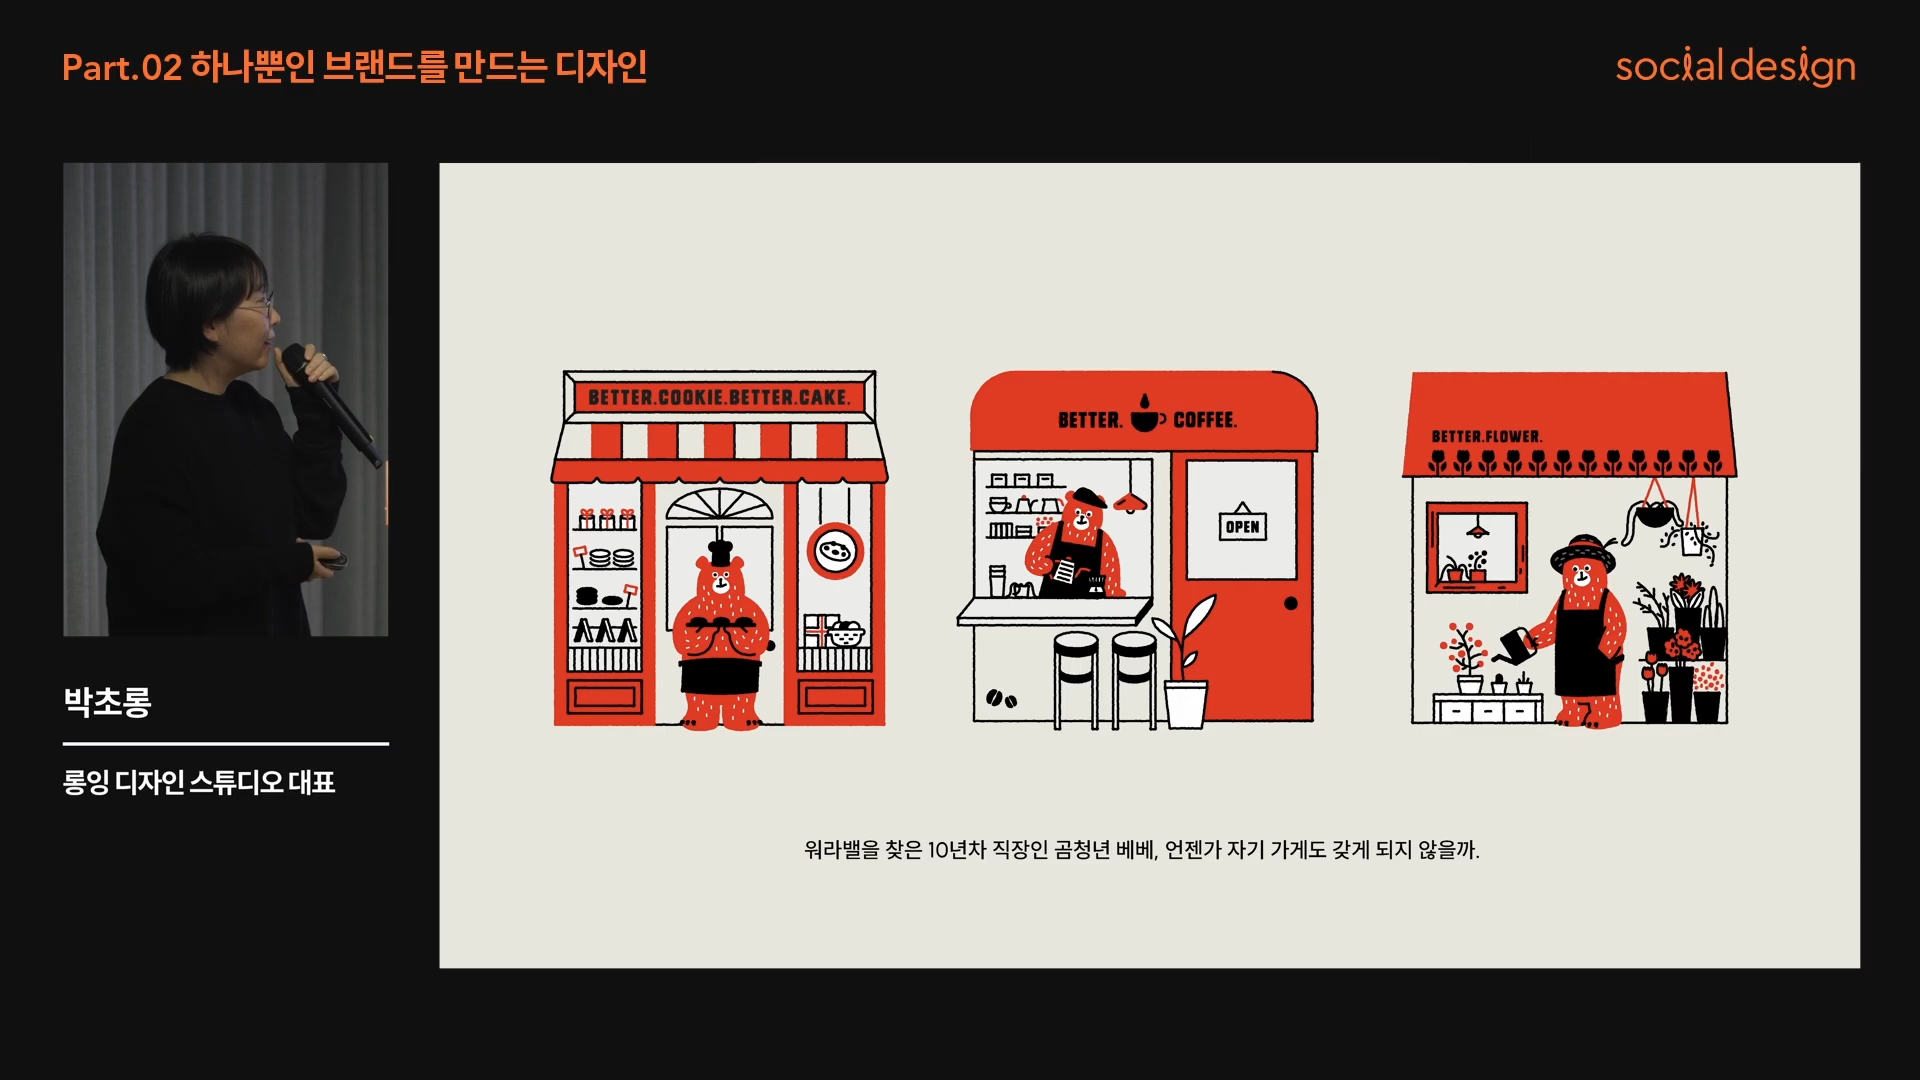 Part.02 하나뿐인 브랜드를 만드는 디자인
social design
BETTER.COOKIE.BETTER.CAKE.
BETTER. COFFEE.
OPEN
BETTER.FLOWER.
박초롱
롱잉 디자인 스튜디오 대표
워라밸을 찾은 10년차 직장인 곰청년 베베, 언젠가 자기 가게도 갖게 되지 않을까.